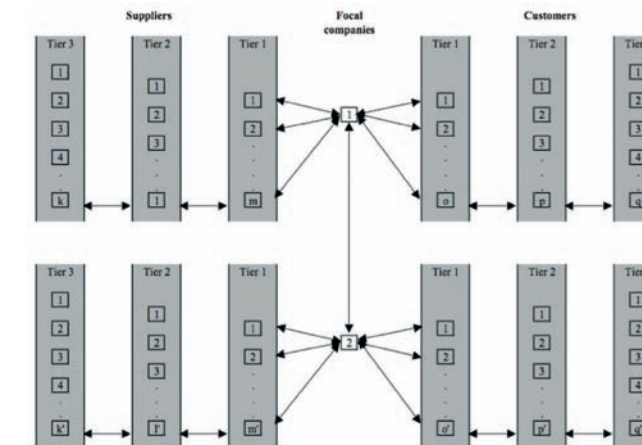 Suppliers
Focal
companies
Customers
Tier 3
1
2
3
4
.
.
k
Tier 2
1
2
3
.
.
.
l
Tier 1
1
2
.
.
.
.
m
1
Tier 1
1
2
.
.
.
.
o
Tier 2
1
2
3
.
.
.
p
Tier
1
2
3
4
.
.
q
Tier 3
1
2
3
4
.
.
k'
Tier 2
1
2
3
.
.
.
l'
Tier 1
1
2
.
.
.
.
m'
2
Tier 1
1
2
.
.
.
.
o'
Tier 2
1
2
3
.
.
.
p'
Tier
1
2
3
4
.
.
q'